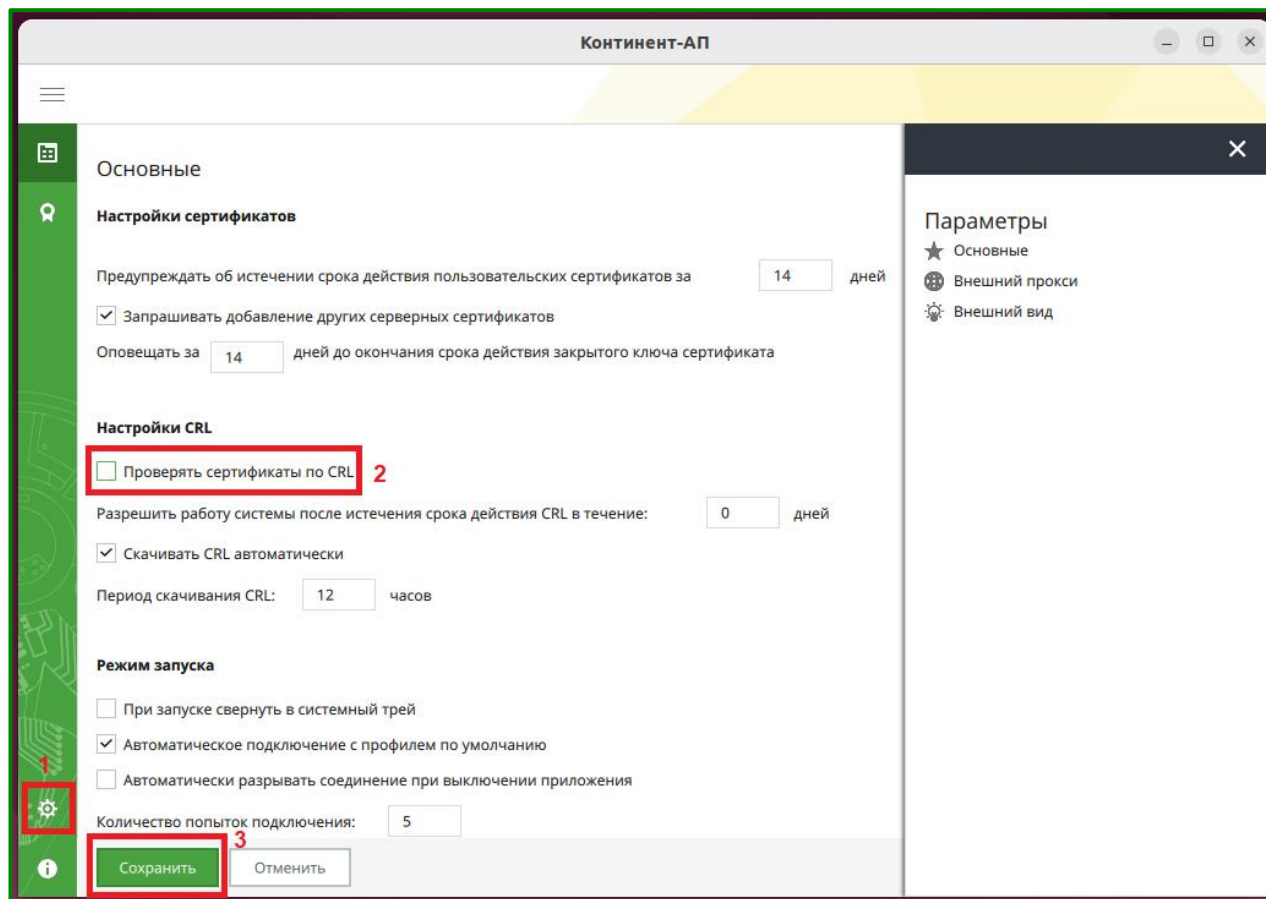 Континент-АП
Основные
Настройки сертификатов
Предупреждать об истечении срока действия пользовательских сертификатов за 14 дней
Запрашивать добавление других серверных сертификатов
Оповещать за 14 дней до окончания срока действия закрытого ключа сертификата
Настройки CRL
Проверять сертификаты по CRL 2
Разрешить работу системы после истечения срока действия CRL в течение: 0 дней
Скачивать CRL автоматически
Период скачивания CRL: 12 часов
Режим запуска
При запуске свернуть в системный трей
Автоматическое подключение с профилем по умолчанию
1
Автоматически разрывать соединение при выключении приложения
Количество попыток подключения: 5
3
Сохранить Отменить
Параметры
Основные
Внешний прокси
Внешний вид